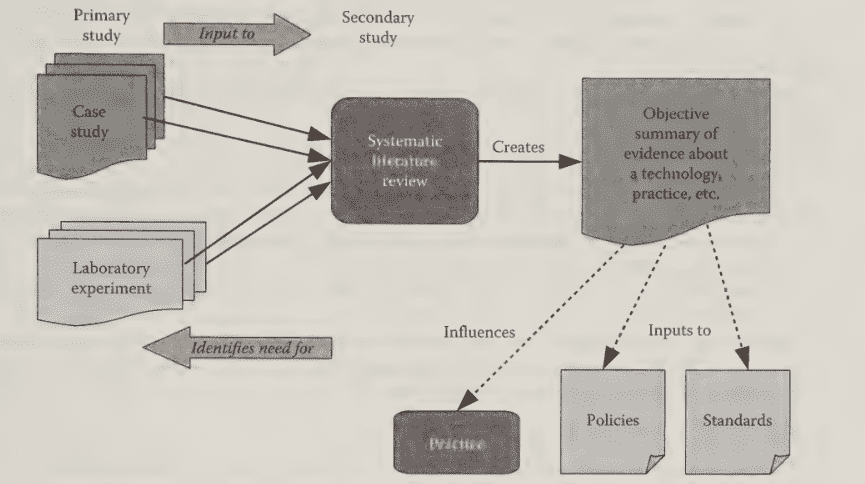 Primary
study
Input to
Secondary
study
Case
study
Systematic
literature
review
Creates
Objective
summary of
evidence about
a technology,
practice, etc.
Laboratory
experiment
Identifies need for
Influences
Inputs to
Practice
Policies
Standards